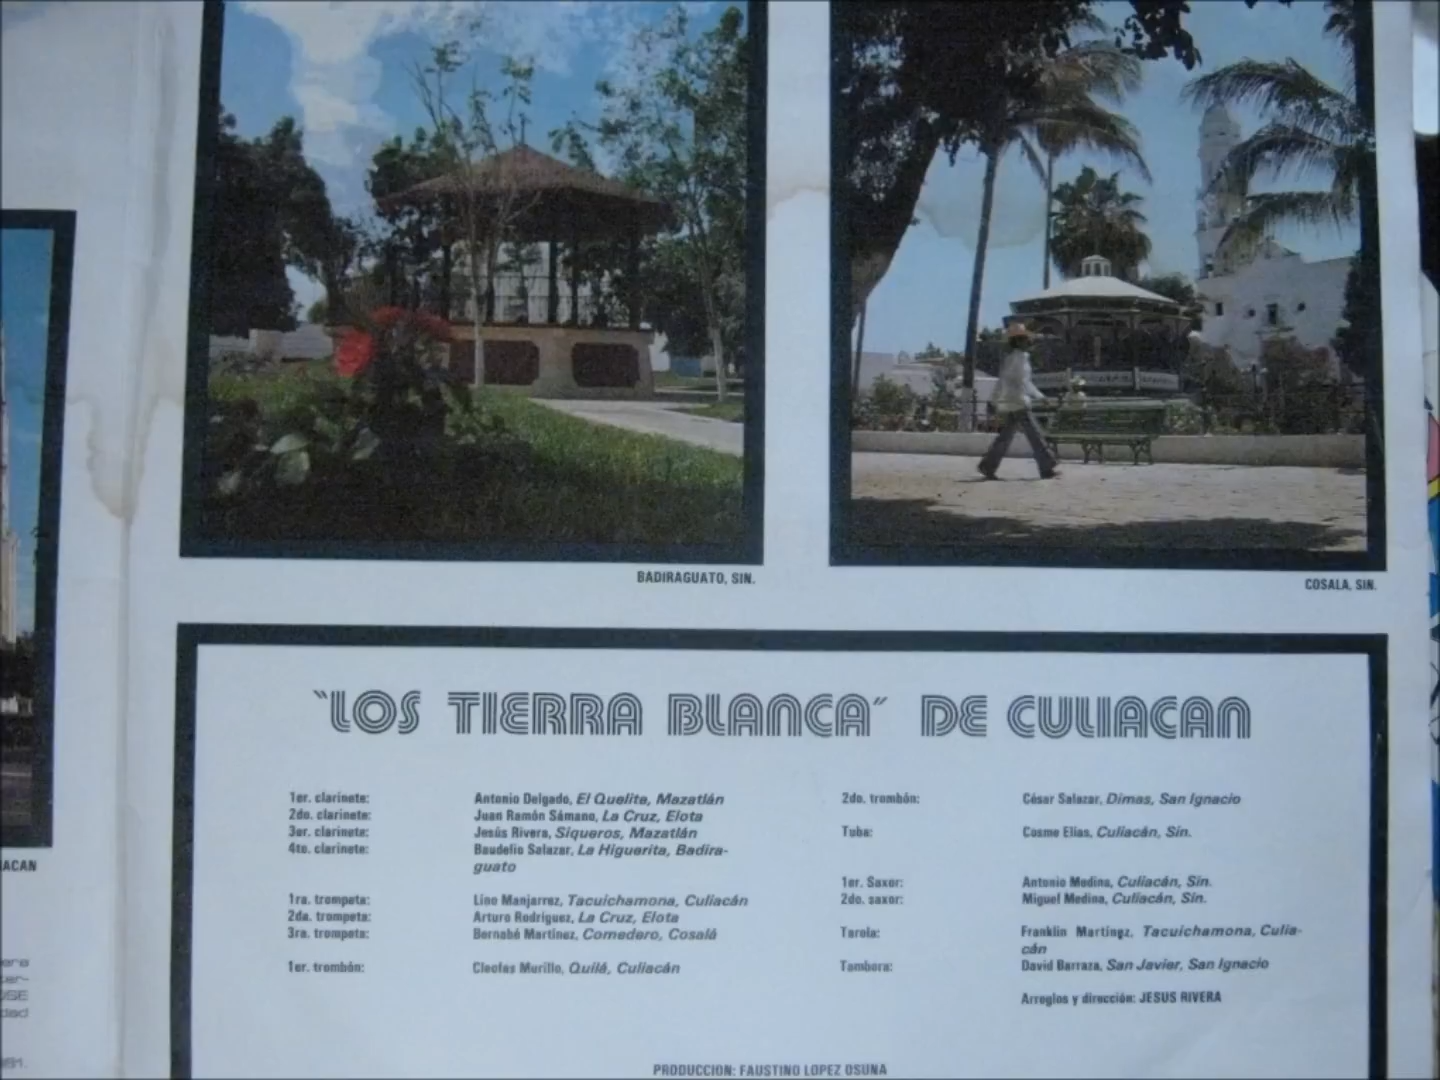 BADIRAGUATO, SIN.
COSALA, SIN.
"LOS TIERRA BLANCA" DE CULIACAN
1er. clarinete: Antonio Delgado, El Quelite, Mazatlán
2do. clarinete: Juan Ramón Sámano, La Cruz, Elota
3er. clarinete: Jesús Rivera, Siqueros, Mazatlán
4to. clarinete: Baudelio Salazar, La Higuerita, Badira-
guato
1ra. trompeta: Lino Manjarrez, Tacuichamona, Culiacán
2da. trompeta: Arturo Rodríguez, La Cruz, Elota
3ra. trompeta: Bernabé Martínez, Comedero, Cosalá
1er. trombón: Cleofas Murillo, Quilá, Culiacán
2do. trombón: César Salazar, Dimas, San Ignacio
Tuba: Cosme Elías, Culiacán, Sin.
1er. Saxor: Antonio Medina, Culiacán, Sin.
2do. saxor: Miguel Medina, Culiacán, Sin.
Tarola: Franklin Martínez, Tacuichamona, Culia-
cán
Tambora: David Barraza, San Javier, San Ignacio
Arreglos y dirección: JESUS RIVERA
PRODUCCION: FAUSTINO LOPEZ OSUNA
ACAN
era
ter-
USE
dad
981.